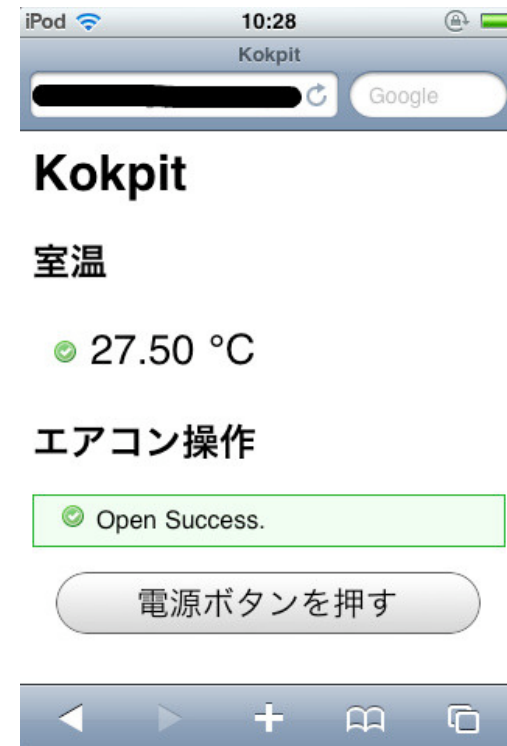 iPod 10:28
Kokpit
Google
Kokpit
室温
27.50 °C
エアコン操作
Open Success.
電源ボタンを押す